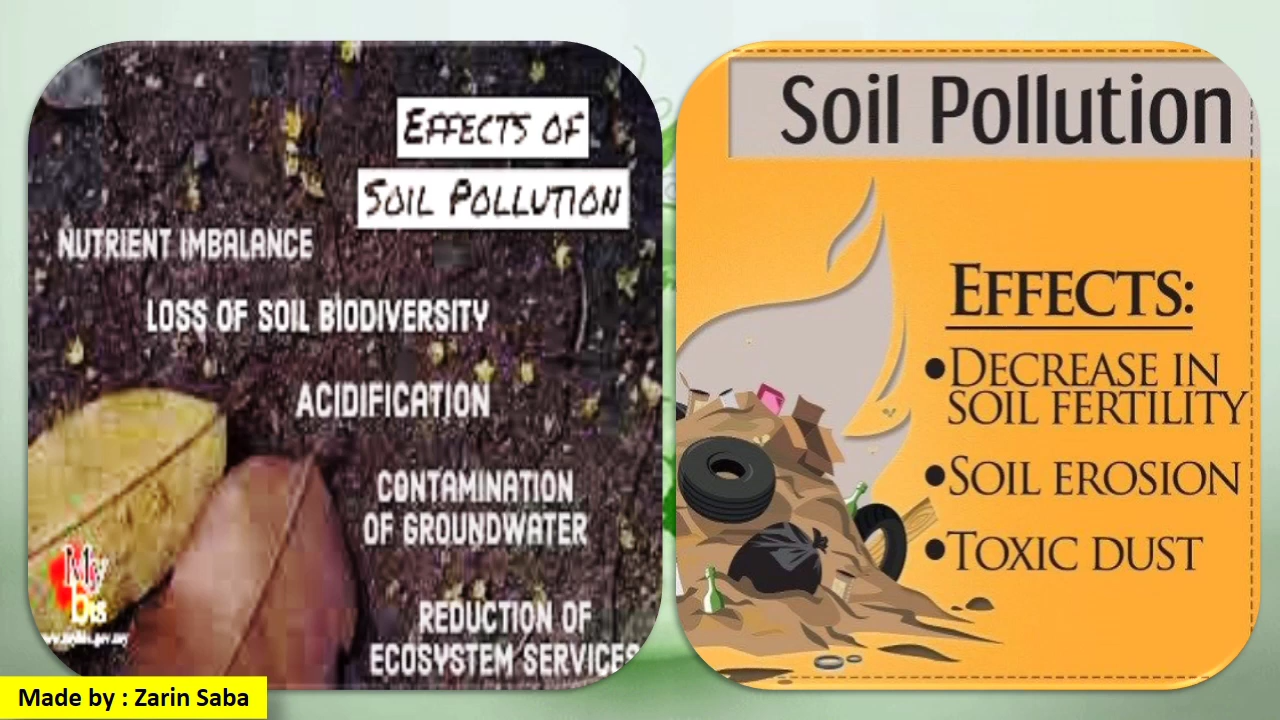 EFFECTS OF
SOIL POLLUTION
NUTRIENT IMBALANCE
LOSS OF SOIL BIODIVERSITY
ACIDIFICATION
CONTAMINATION
OF GROUNDWATER
REDUCTION OF
ECOSYSTEM SERVICES
My
Soil Pollution
EFFECTS:
•DECREASE IN
SOIL FERTILITY
•SOIL EROSION
•TOXIC DUST
Made by : Zarin Saba